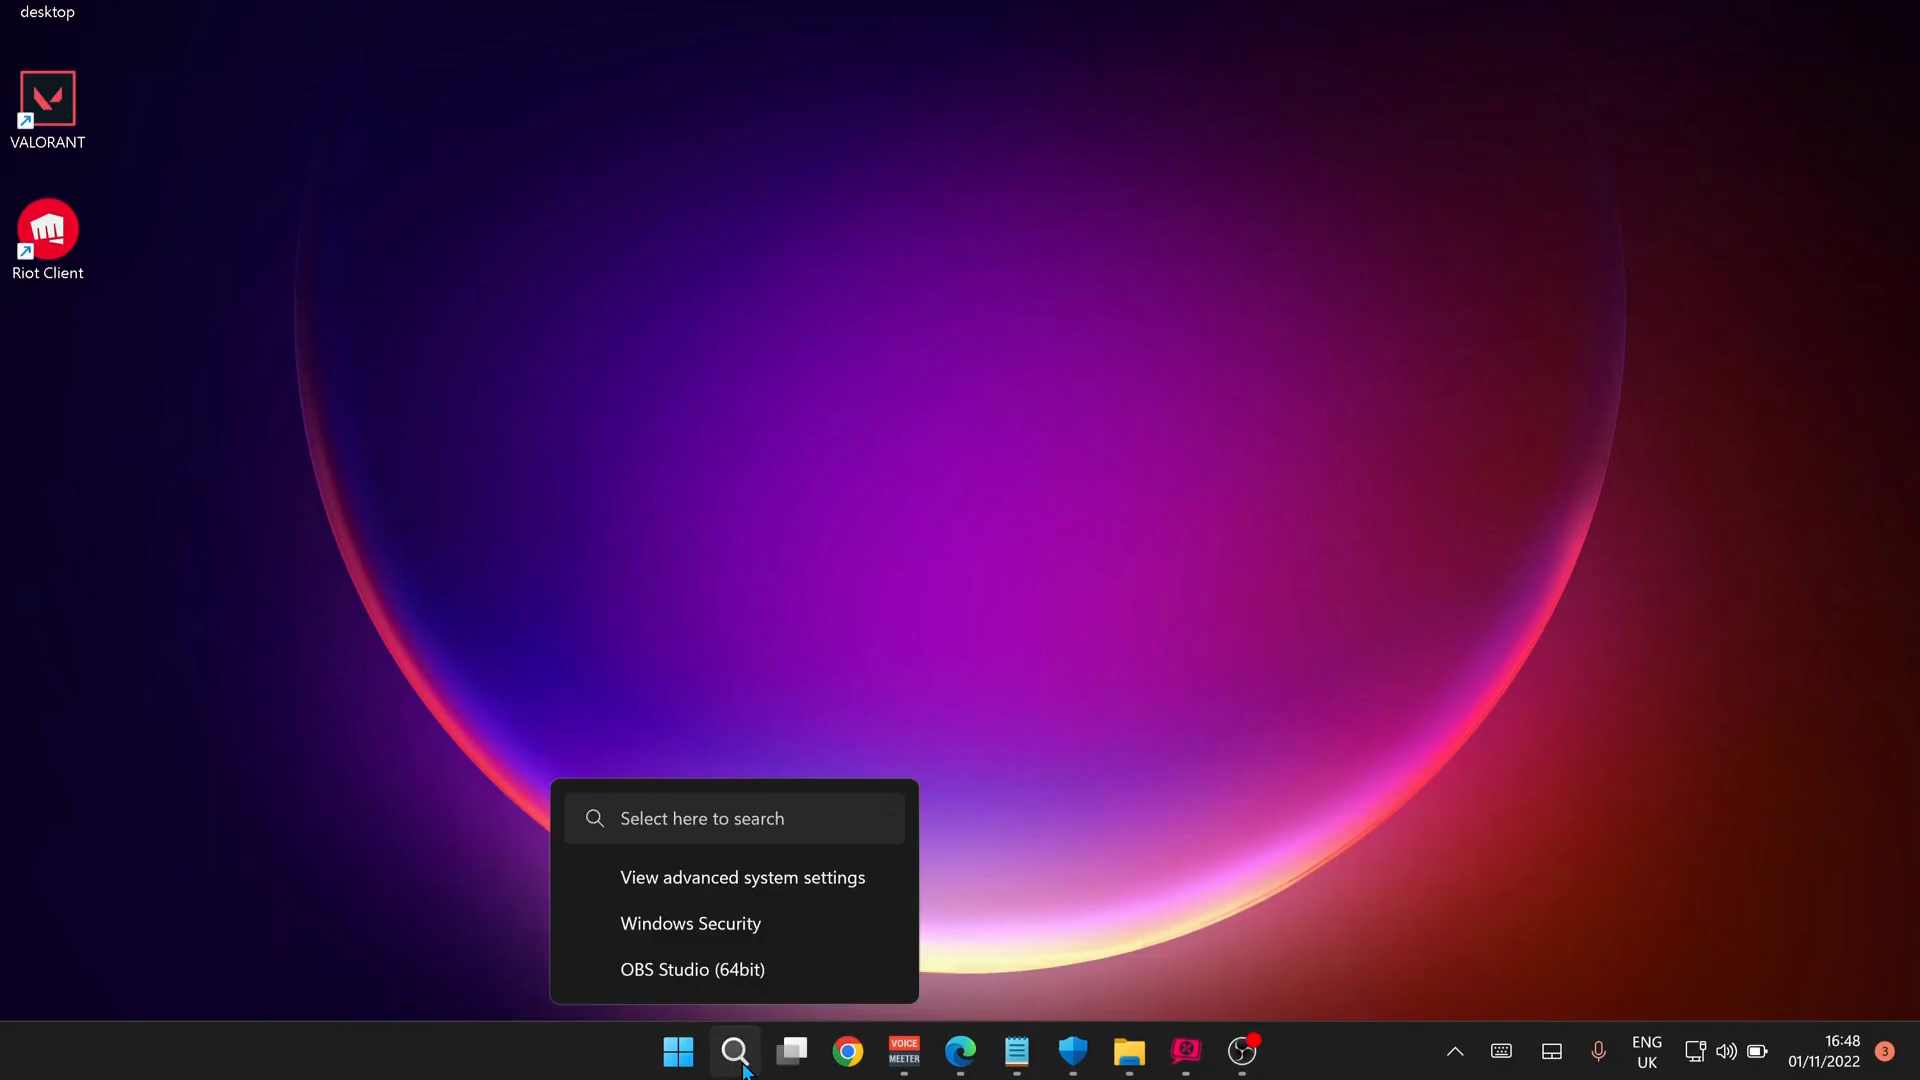 desktop
VALORANT
Riot Client
Select here to search
View advanced system settings
Windows Security
OBS Studio (64bit)
VOICE
MEETER
ENG
UK
16:48
01/11/2022
3